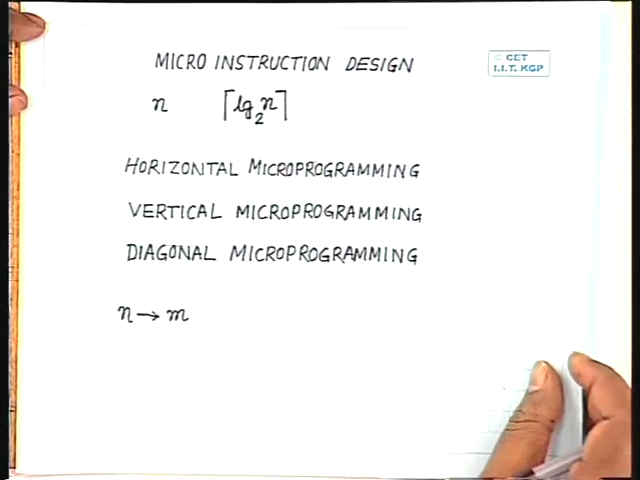 MICRO INSTRUCTION DESIGN
© CET
I.I.T. KGP
n ⌈lg₂n⌉
HORIZONTAL MICROPROGRAMMING
VERTICAL MICROPROGRAMMING
DIAGONAL MICROPROGRAMMING
n → m